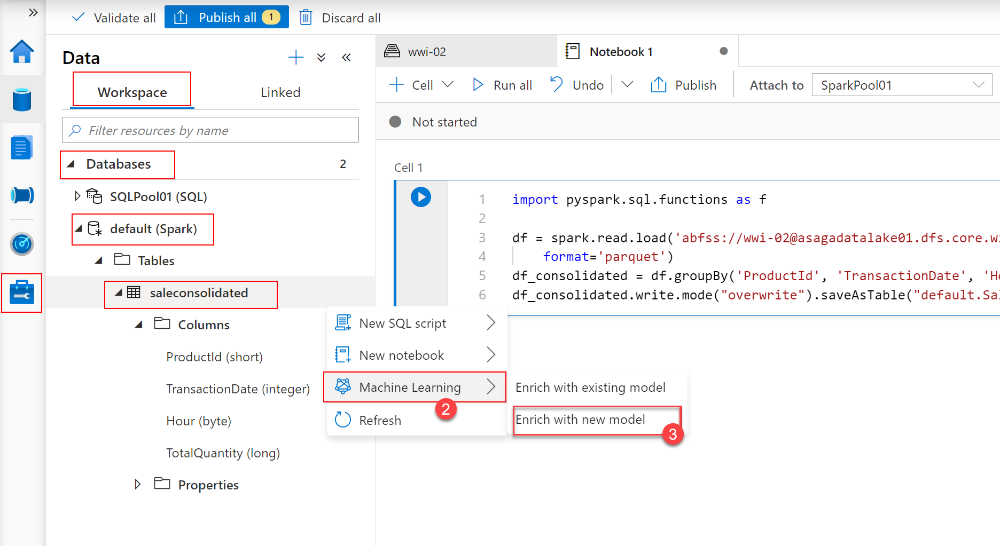 Validate all
Publish all 1
Discard all
Data
Workspace
Linked
Filter resources by name
Databases 2
SQLPool01 (SQL)
default (Spark)
Tables
saleconsolidated
Columns
ProductId (short)
TransactionDate (integer)
Hour (byte)
TotalQuantity (long)
Properties
wwi-02
Notebook 1
Cell
Run all
Undo
Publish
Attach to SparkPool01
Not started
Cell 1
1 import pyspark.sql.functions as f
2
3 df = spark.read.load('abfss://wwi-02@asagadatalake01.dfs.core.wi
4 format='parquet')
5 df_consolidated = df.groupBy('ProductId', 'TransactionDate', 'Ho
6 df_consolidated.write.mode("overwrite").saveAsTable("default.Sal
New SQL script
New notebook
Machine Learning
2
Refresh
Enrich with existing model
Enrich with new model
3